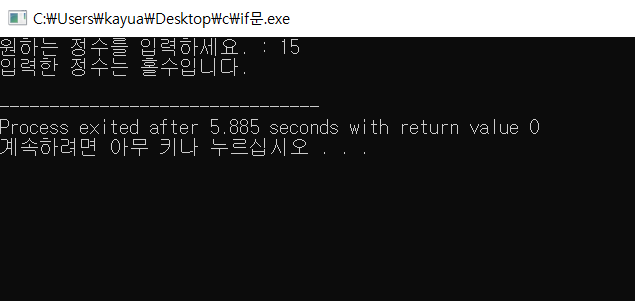 C:₩Users₩kayua₩Desktop₩c₩if문.exe
원하는 정수를 입력하세요. : 15
입력한 정수는 홀수입니다.
--------------------------------
Process exited after 5.885 seconds with return value 0
계속하려면 아무 키나 누르십시오 . . .